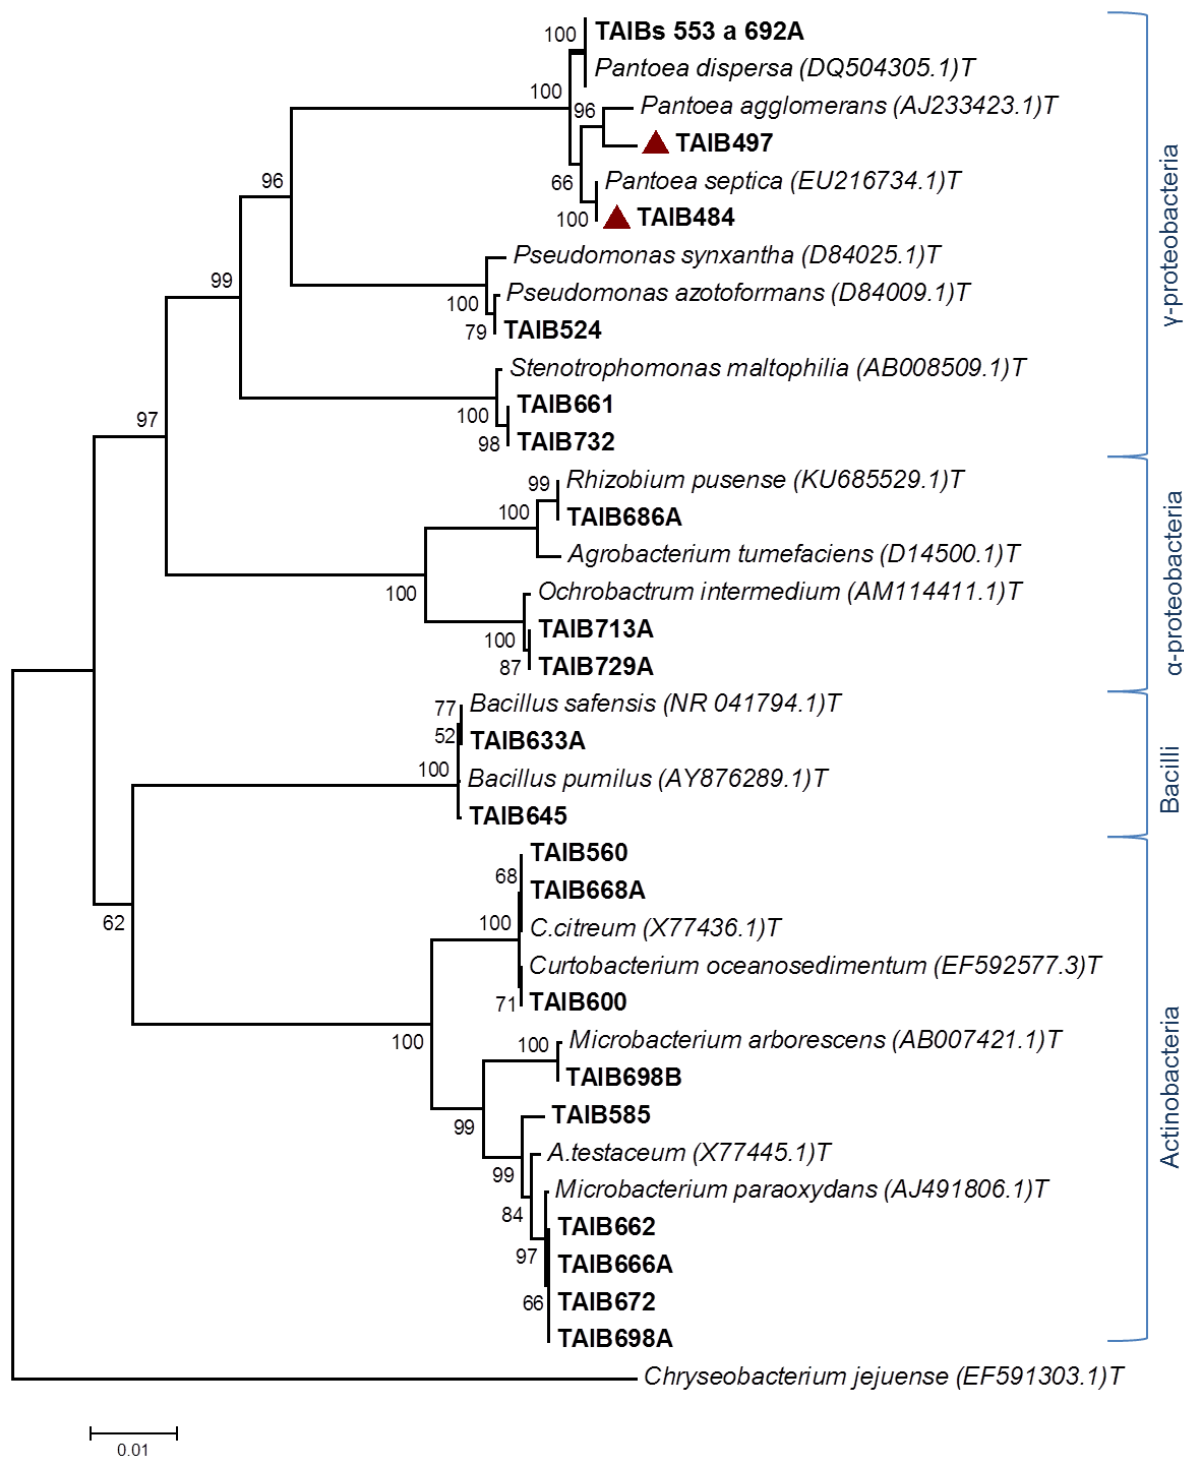 100
TAIBs 553 a 692A
Pantoea dispersa (DQ504305.1)T
100
96
Pantoea agglomerans (AJ233423.1)T
TAIB497
66
Pantoea septica (EU216734.1)T
100
TAIB484
96
Pseudomonas synxantha (D84025.1)T
99
100
Pseudomonas azotoformans (D84009.1)T
79
TAIB524
Stenotrophomonas maltophilia (AB008509.1)T
100
TAIB661
97
98
TAIB732
γ-proteobacteria
99
Rhizobium pusense (KU685529.1)T
100
TAIB686A
Agrobacterium tumefaciens (D14500.1)T
100
Ochrobactrum intermedium (AM114411.1)T
100
TAIB713A
87
TAIB729A
α-proteobacteria
77
Bacillus safensis (NR 041794.1)T
52
TAIB633A
100
Bacillus pumilus (AY876289.1)T
TAIB645
Bacilli
TAIB560
68
TAIB668A
62
100
C.citreum (X77436.1)T
Curtobacterium oceanosedimentum (EF592577.3)T
71
TAIB600
100
100
Microbacterium arborescens (AB007421.1)T
TAIB698B
99
TAIB585
99
A.testaceum (X77445.1)T
84
Microbacterium paraoxydans (AJ491806.1)T
TAIB662
97
TAIB666A
66
TAIB672
TAIB698A
Actinobacteria
Chryseobacterium jejuense (EF591303.1)T
0.01